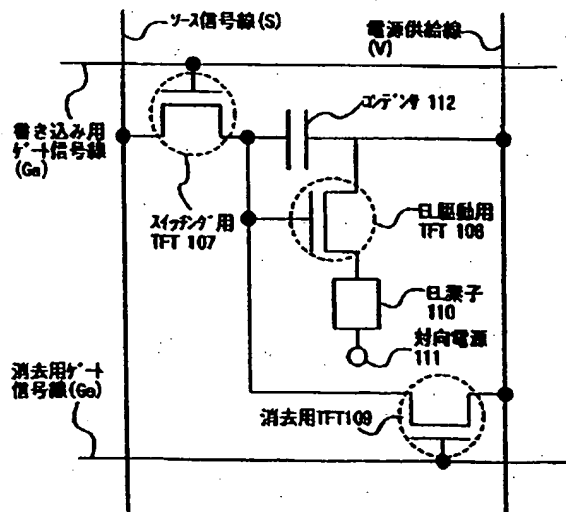 ソース信号線(S)
電源供給線
(V)
書き込み用
ゲート信号線
(Ga)
コンデンサ 112
スイッチング用
TFT 107
EL駆動用
TFT 108
EL素子
110
対向電源
111
消去用ゲート
信号線(Ge)
消去用TFT109